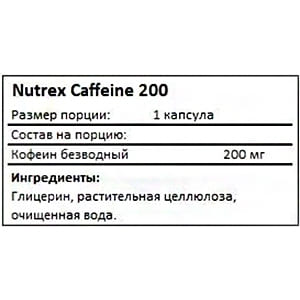 Nutrex Caffeine 200
Размер порции: 1 капсула
Состав на порцию:
Кофеин безводный 200 мг
Ингредиенты:
Глицерин, растительная целлюлоза,
очищенная вода.